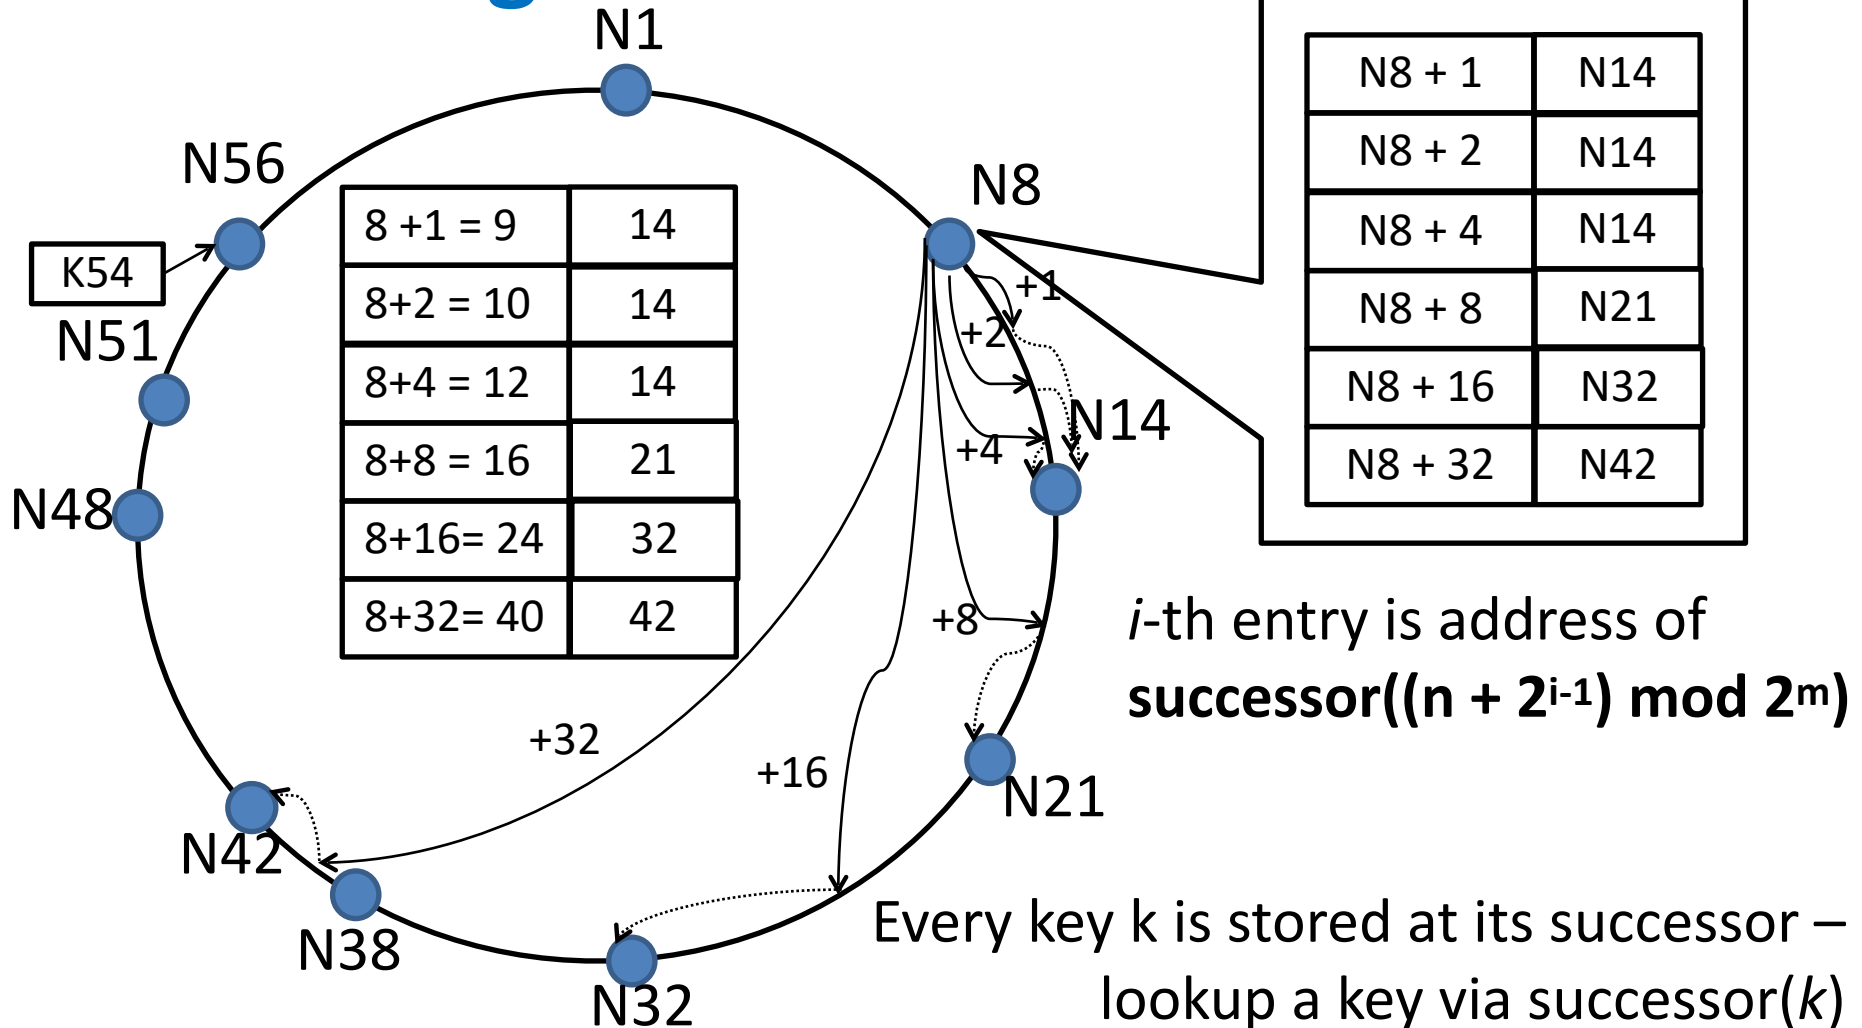 N1
N56
N8
K54
N51
N48
N14
N21
N42
N38
N32
8 +1 = 9 14
8+2 = 10 14
8+4 = 12 14
8+8 = 16 21
8+16= 24 32
8+32= 40 42
+1
+2
+4
+8
+16
+32
N8 + 1 N14
N8 + 2 N14
N8 + 4 N14
N8 + 8 N21
N8 + 16 N32
N8 + 32 N42
i-th entry is address of
successor((n + 2^{i-1}) mod 2^{m})
Every key k is stored at its successor –
lookup a key via successor(k)